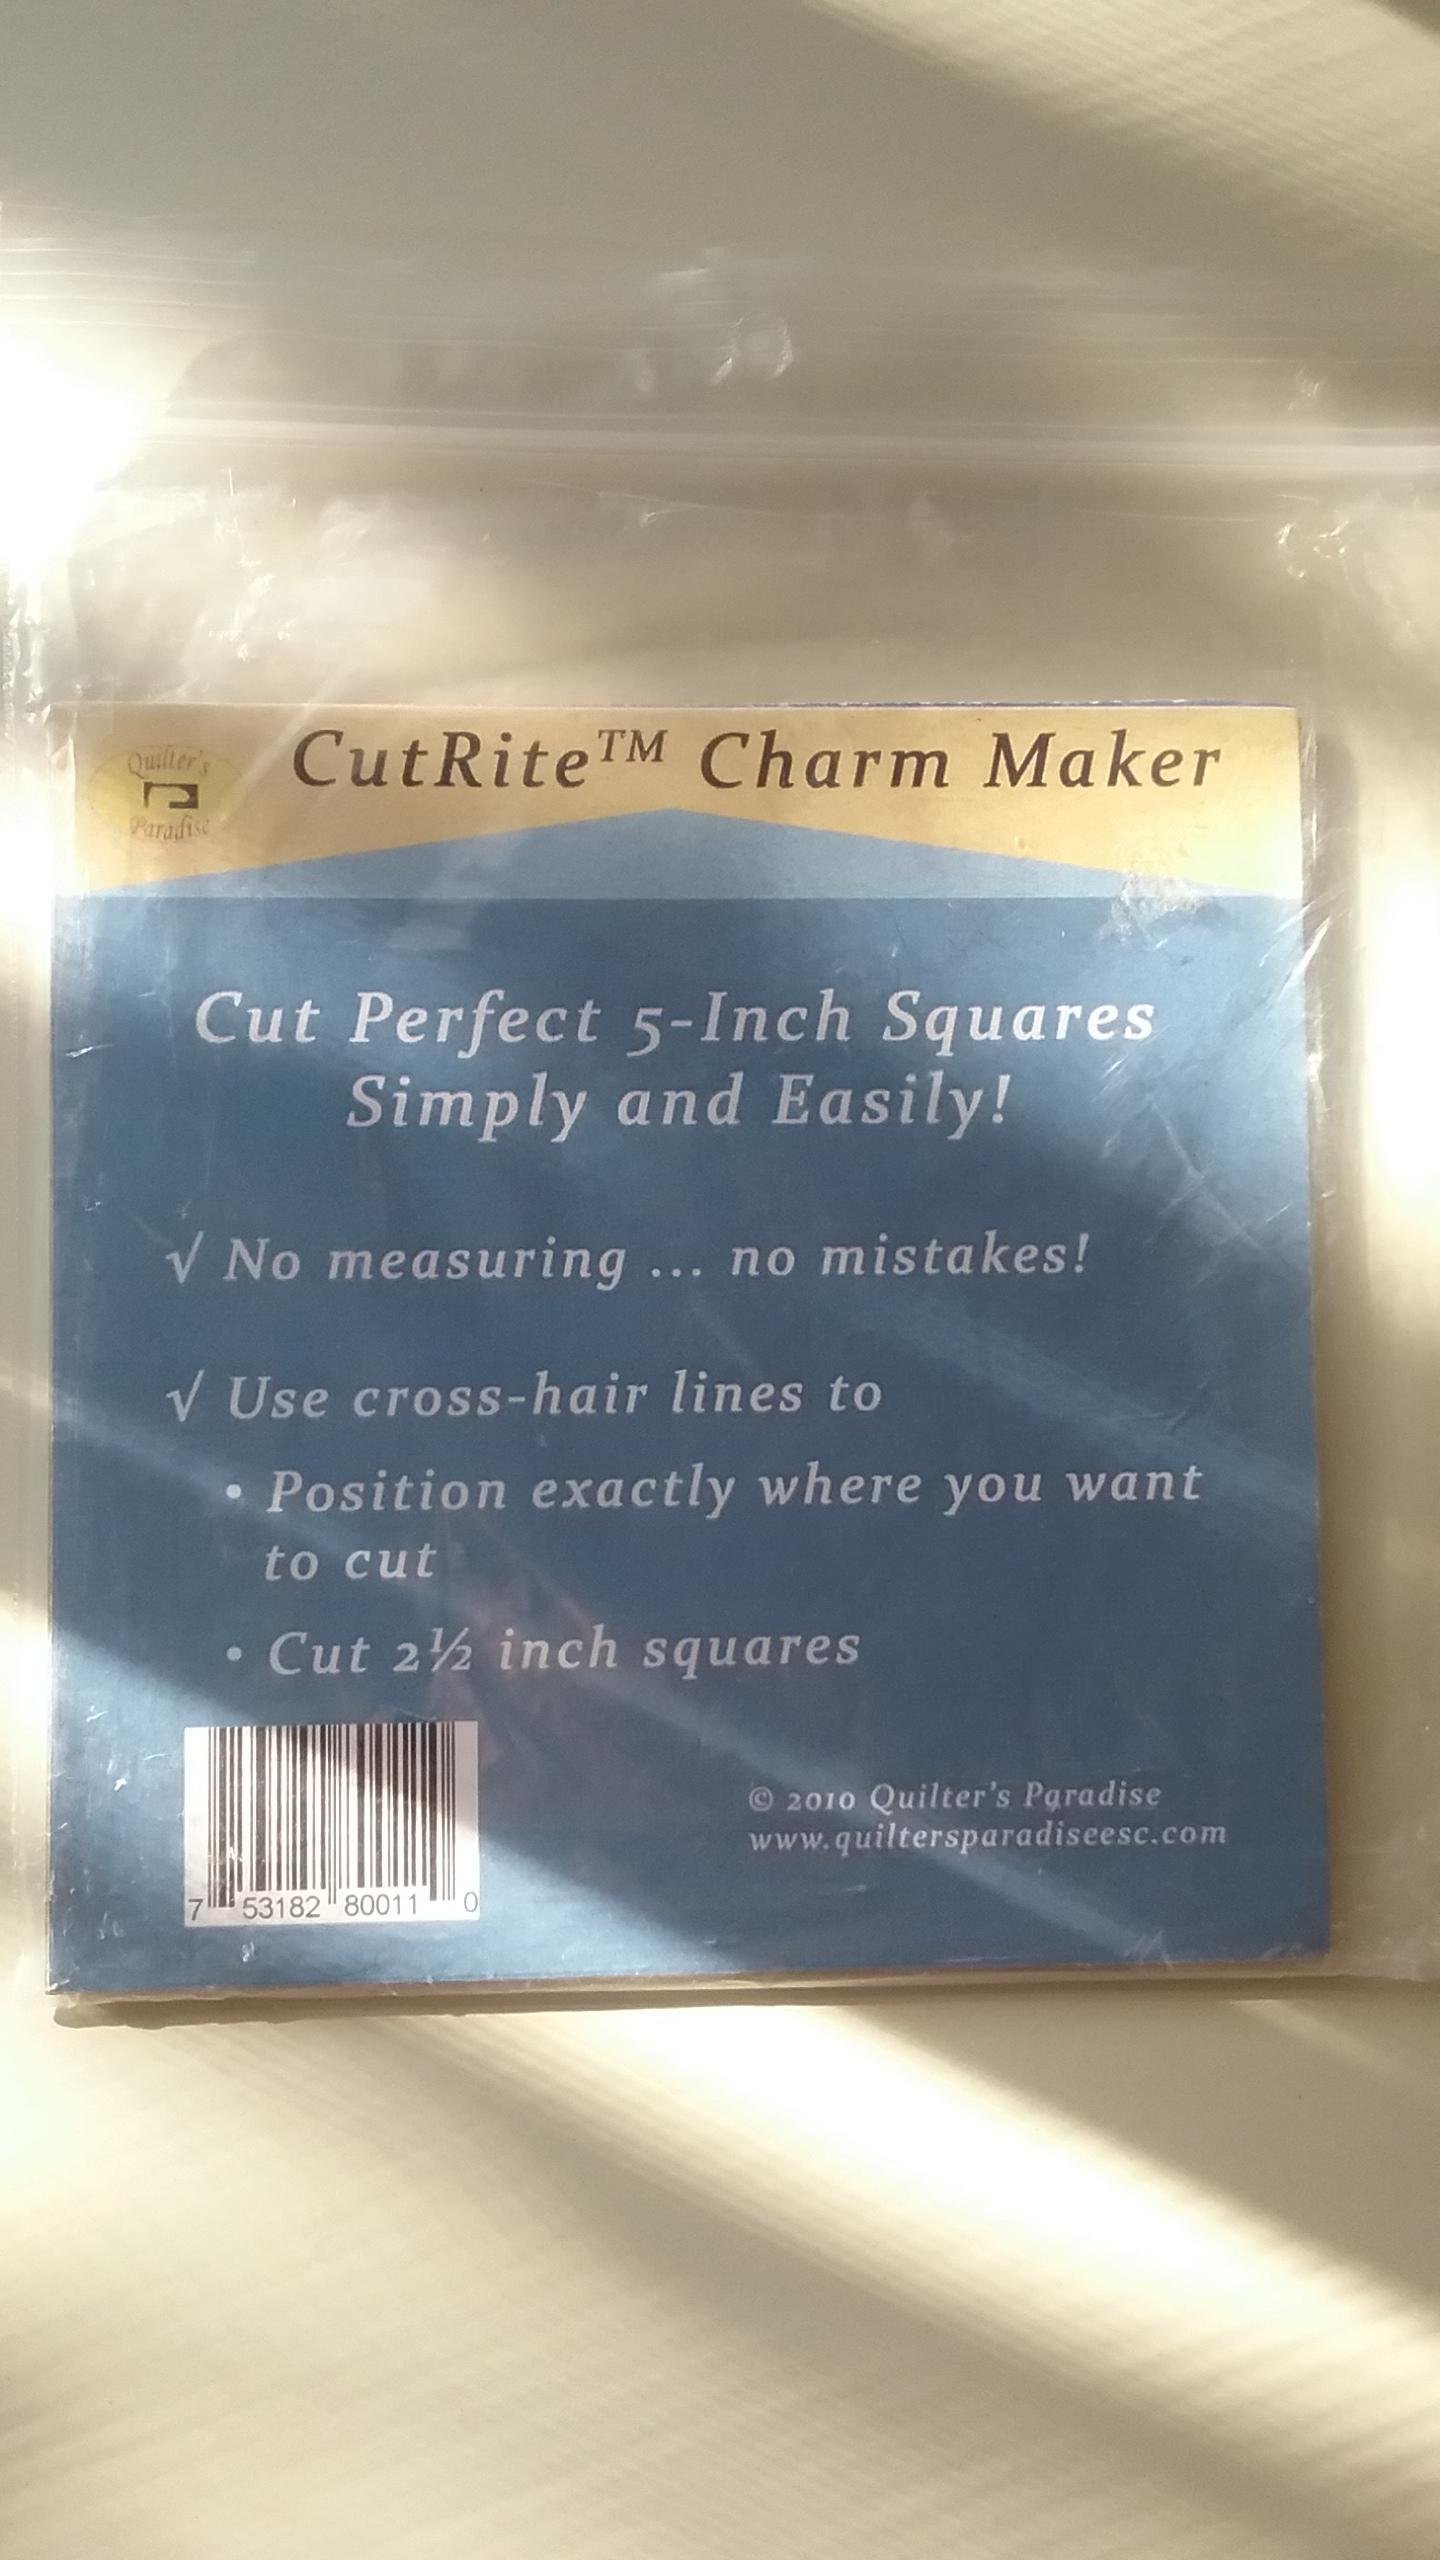 Quilter's
Paradise
CutRite™ Charm Maker
Cut Perfect 5-Inch Squares
Simply and Easily!
√ No measuring ... no mistakes!
√ Use cross-hair lines to
• Position exactly where you want
to cut
• Cut 2½ inch squares
© 2010 Quilter's Paradise
www.quiltersparadiseesc.com
7 53182 80011 0